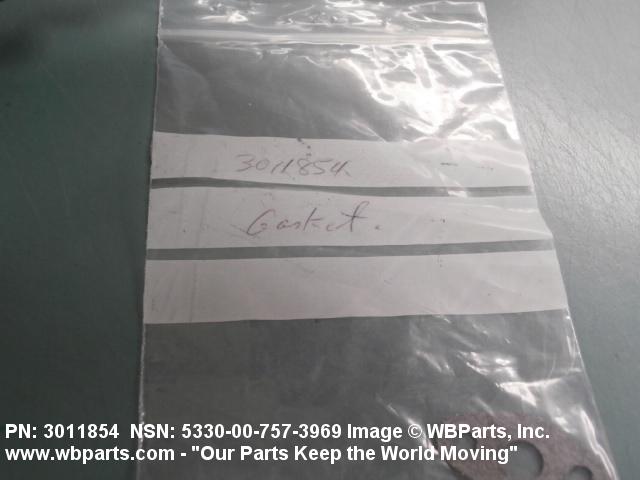 3011854
Gasket.
PN: 3011854 NSN: 5330-00-757-3969 Image © WBParts, Inc.
www.wbparts.com - "Our Parts Keep the World Moving"